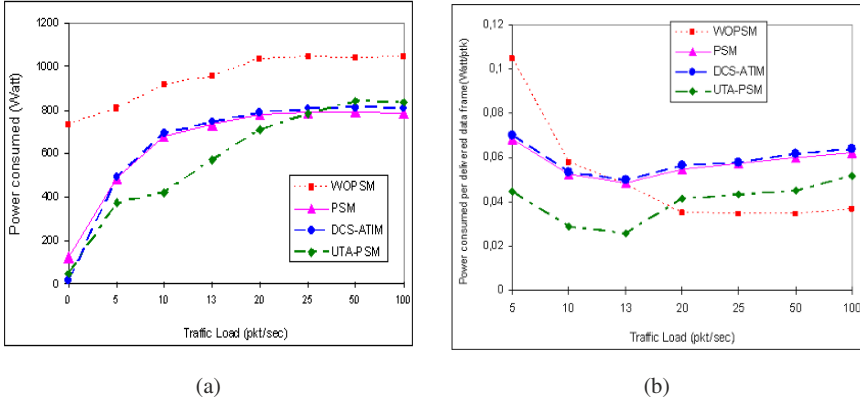 1200
1000
800
600
400
200
0
Power consumed (Watt)
WOPSM
PSM
DCS-ATIM
UTA-PSM
0 5 10 13 20 25 50 100
Traffic Load (pkt/sec)
(a)
0,12
0,1
0,08
0,06
0,04
0,02
0
Power consumed per delivered data frame(Watt/ptk)
WOPSM
PSM
DCS-ATIM
UTA-PSM
5 10 13 20 25 50 100
Traffic Load (pkt/sec)
(b)